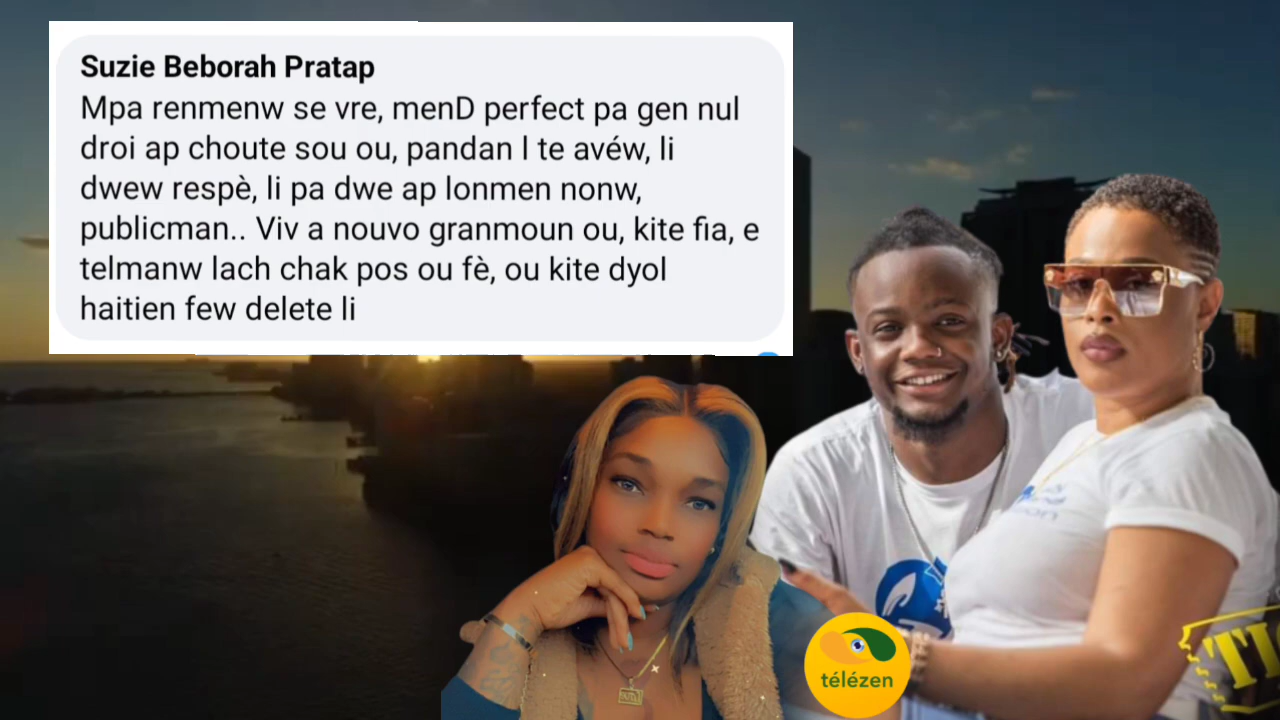 Suzie Beborah Pratap
Mpa renmenw se vre, menD perfect pa gen nul
droi ap choute sou ou, pandan l te avéw, li
dwew respè, li pa dwe ap lonmen nonw,
publicman.. Viv a nouvo granmoun ou, kite fia, e
telmanw lach chak pos ou fè, ou kite dyol
haitien few delete li
télézen